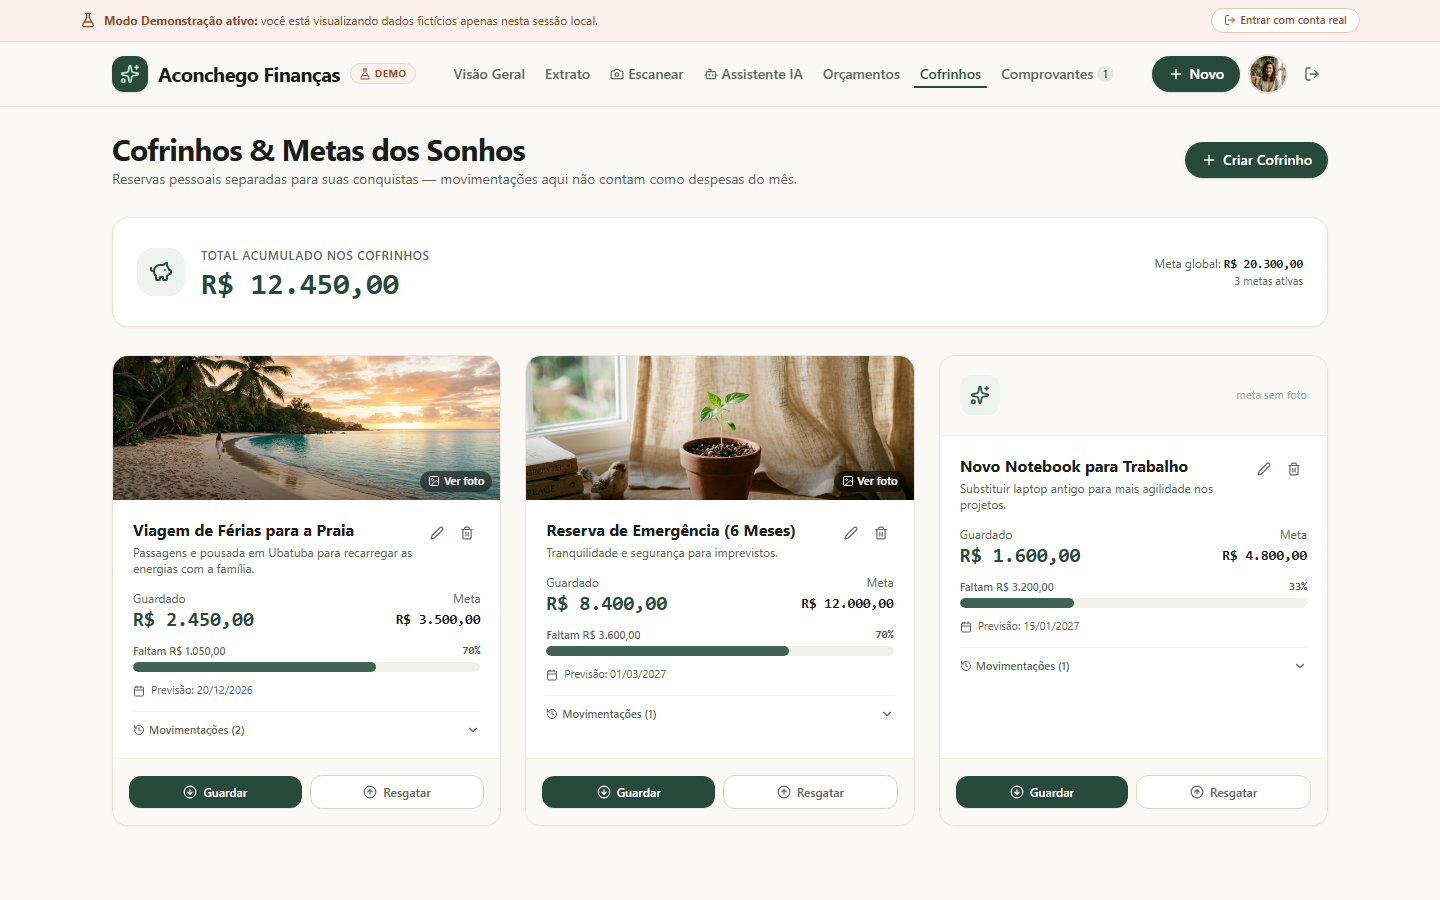 Modo Demonstração ativo: você está visualizando dados fictícios apenas nesta sessão local.
Entrar com conta real
Aconchego Finanças
DEMO
Visão Geral
Extrato
Escanear
Assistente IA
Orçamentos
Cofrinhos
Comprovantes 1
Novo
Cofrinhos & Metas dos Sonhos
Reservas pessoais separadas para suas conquistas — movimentações aqui não contam como despesas do mês.
Criar Cofrinho
TOTAL ACUMULADO NOS COFRINHOS
R$ 12.450,00
Meta global: R$ 20.300,00
3 metas ativas
Ver foto
Viagem de Férias para a Praia
Passagens e pousada em Ubatuba para recarregar as
energias com a família.
Guardado
Meta
R$ 2.450,00
R$ 3.500,00
Faltam R$ 1.050,00
70%
Previsão: 20/12/2026
Movimentações (2)
Guardar
Resgatar
GROWTH
PEACE
Ver foto
Reserva de Emergência (6 Meses)
Tranquilidade e segurança para imprevistos.
Guardado
Meta
R$ 8.400,00
R$ 12.000,00
Faltam R$ 3.600,00
70%
Previsão: 01/03/2027
Movimentações (1)
Guardar
Resgatar
meta sem foto
Novo Notebook para Trabalho
Substituir laptop antigo para mais agilidade nos
projetos.
Guardado
Meta
R$ 1.600,00
R$ 4.800,00
Faltam R$ 3.200,00
33%
Previsão: 15/01/2027
Movimentações (1)
Guardar
Resgatar